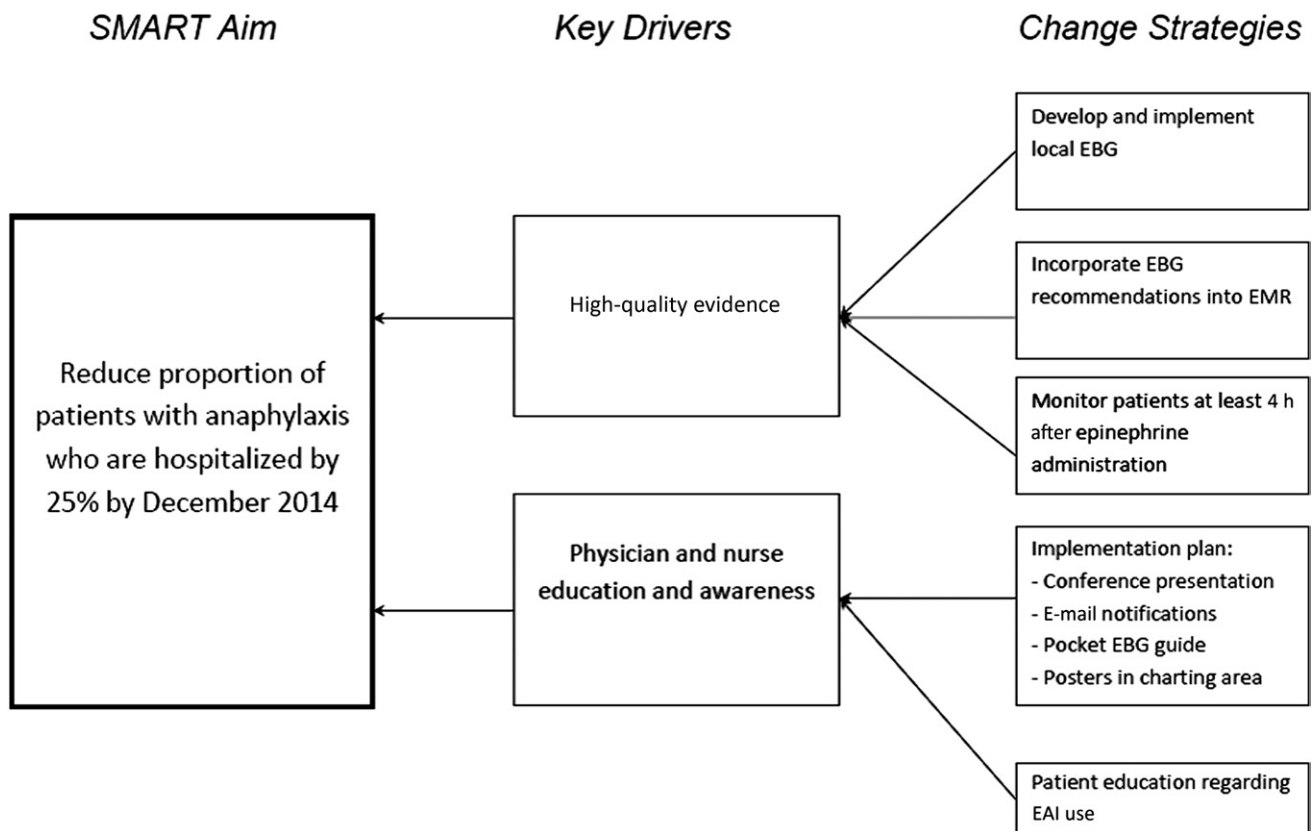 SMART Aim
Key Drivers
Change Strategies
Reduce proportion of
patients with anaphylaxis
who are hospitalized by
25% by December 2014
High-quality evidence
Physician and nurse
education and awareness
Develop and implement
local EBG
Incorporate EBG
recommendations into EMR
Monitor patients at least 4 h
after epinephrine
administration
Implementation plan:
- Conference presentation
- E-mail notifications
- Pocket EBG guide
- Posters in charting area
Patient education regarding
EAI use